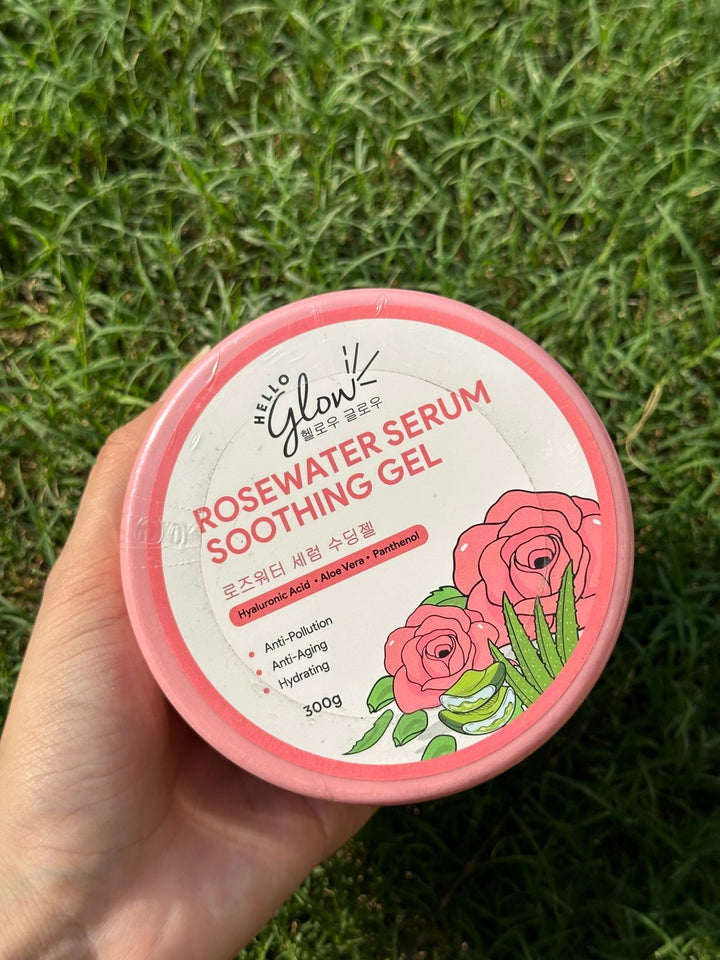 HELLO
Glow
헬로우 글로우
ROSEWATER SERUM
SOOTHING GEL
로즈워터 세럼 수딩젤
Hyaluronic Acid • Aloe Vera • Panthenol
• Anti-Pollution
• Anti-Aging
• Hydrating
300g